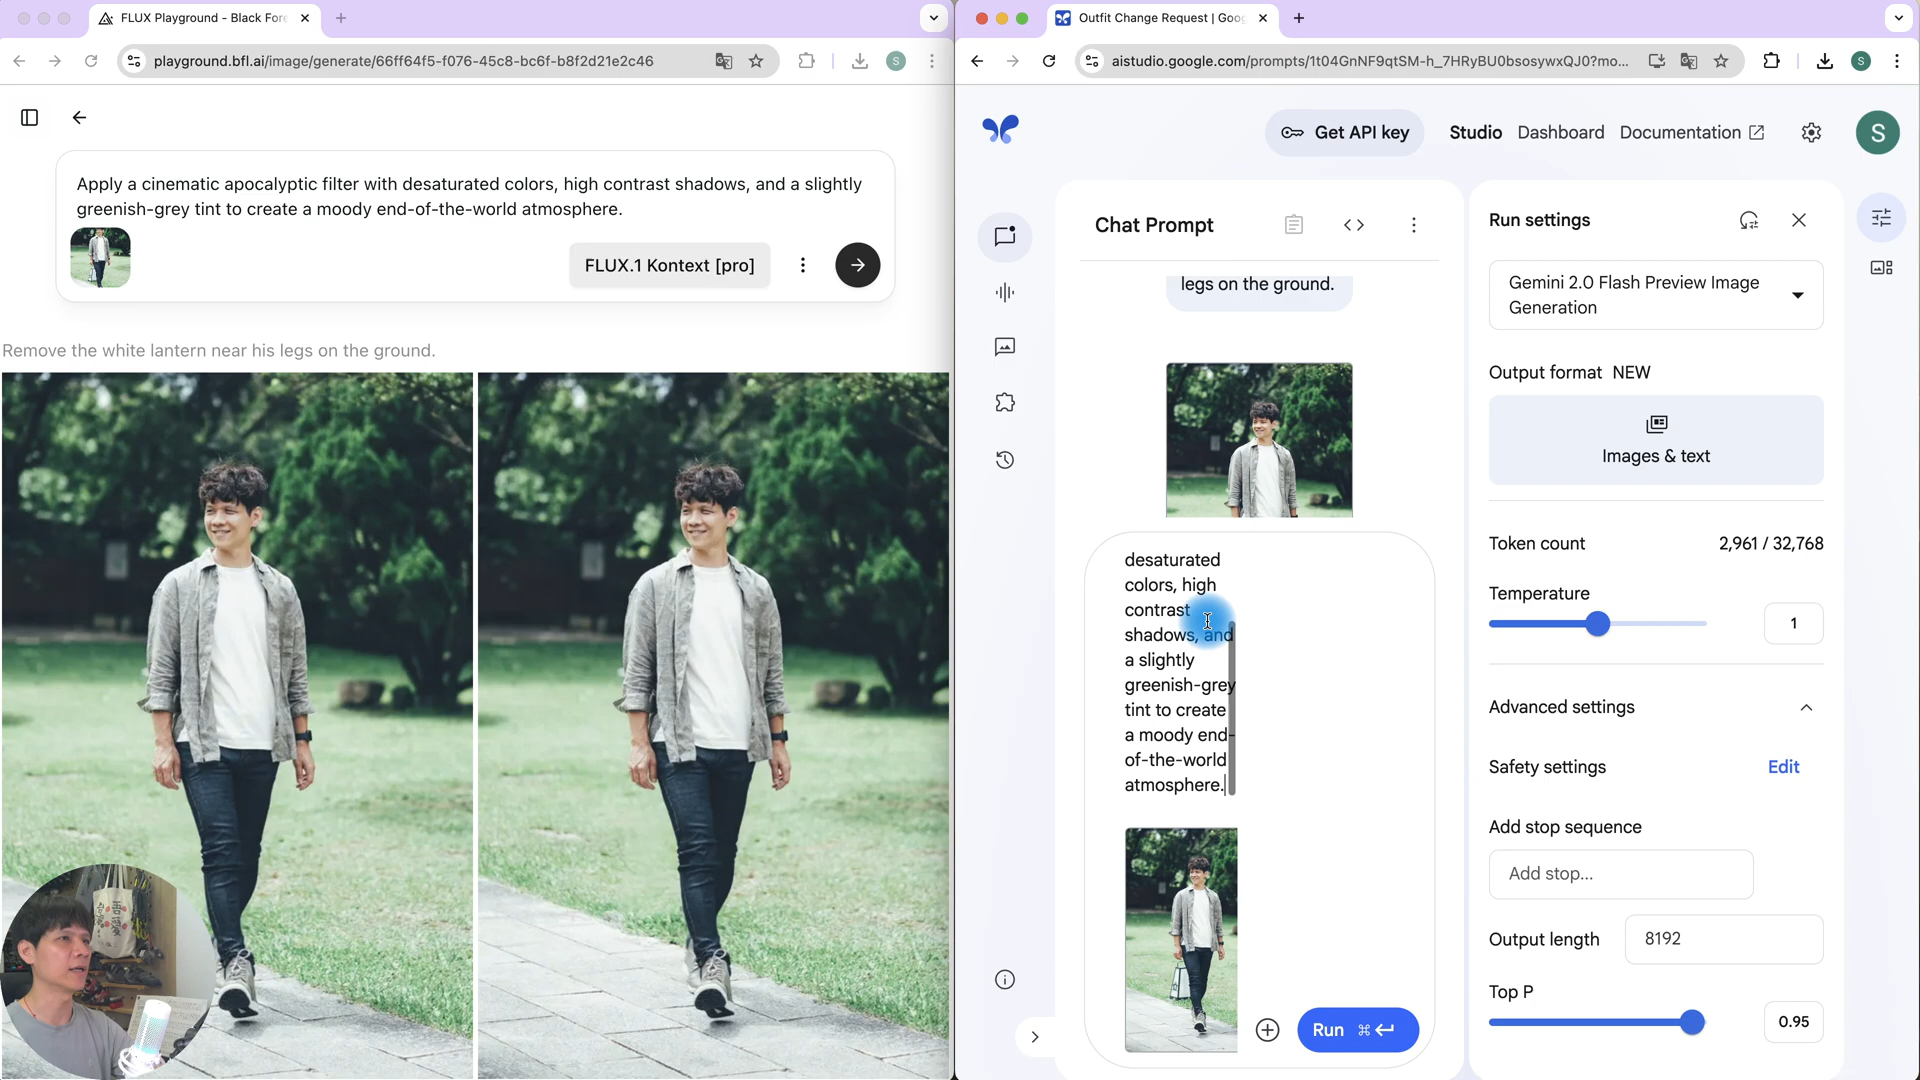 FLUX Playground - Black Fore
playground.bfl.ai/image/generate/66ff64f5-f076-45c8-bc6f-b8f2d21e2c46
S
Apply a cinematic apocalyptic filter with desaturated colors, high contrast shadows, and a slightly
greenish-grey tint to create a moody end-of-the-world atmosphere.
FLUX.1 Kontext [pro]
Remove the white lantern near his legs on the ground.
Outfit Change Request | Goog
aistudio.google.com/prompts/1t04GnNF9qtSM-h_7HRyBU0bsosywxQJ0?mo...
S
Get API key
Studio
Dashboard
Documentation
S
Chat Prompt
legs on the ground.
desaturated
colors, high
contrast
shadows, and
a slightly
greenish-grey
tint to create
a moody end-
of-the-world
atmosphere.
Run
Run settings
Gemini 2.0 Flash Preview Image
Generation
Output format NEW
Images & text
Token count
2,961 / 32,768
Temperature
1
Advanced settings
Safety settings
Edit
Add stop sequence
Add stop...
Output length
8192
Top P
0.95